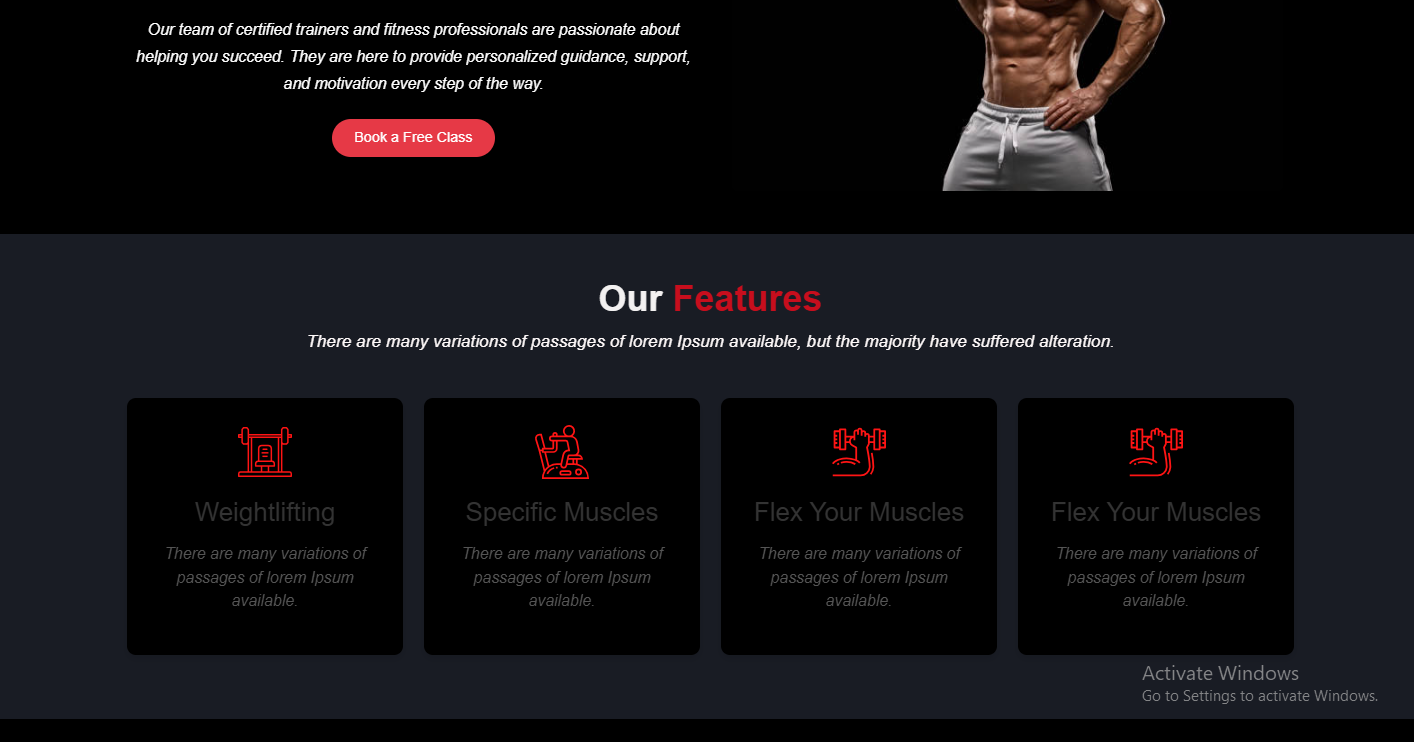 Our team of certified trainers and fitness professionals are passionate about
helping you succeed. They are here to provide personalized guidance, support,
and motivation every step of the way.
Book a Free Class
Our Features
There are many variations of passages of lorem Ipsum available, but the majority have suffered alteration.
Weightlifting
There are many variations of
passages of lorem Ipsum
available.
Specific Muscles
There are many variations of
passages of lorem Ipsum
available.
Flex Your Muscles
There are many variations of
passages of lorem Ipsum
available.
Flex Your Muscles
There are many variations of
passages of lorem Ipsum
available.
Activate Windows
Go to Settings to activate Windows.